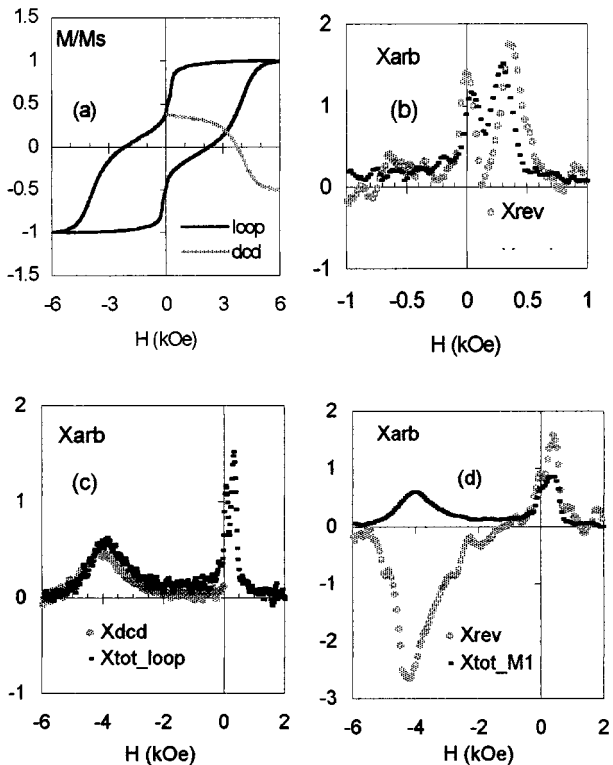 M/Ms
(a)
1.5
1
0.5
0
-0.5
-1
-1.5
loop
dcd
-6 -3 0 3 6
H (kOe)
Xarb
(b)
2
1
0
-1
Xrev
-1 -0.5 0 0.5 1
H (kOe)
Xarb
(c)
2
1
0
-1
Xdcd
Xtot_loop
-6 -4 -2 0 2
H (kOe)
Xarb
(d)
2
1
0
-1
-2
-3
Xrev
Xtot_M1
-6 -4 -2 0 2
H (kOe)